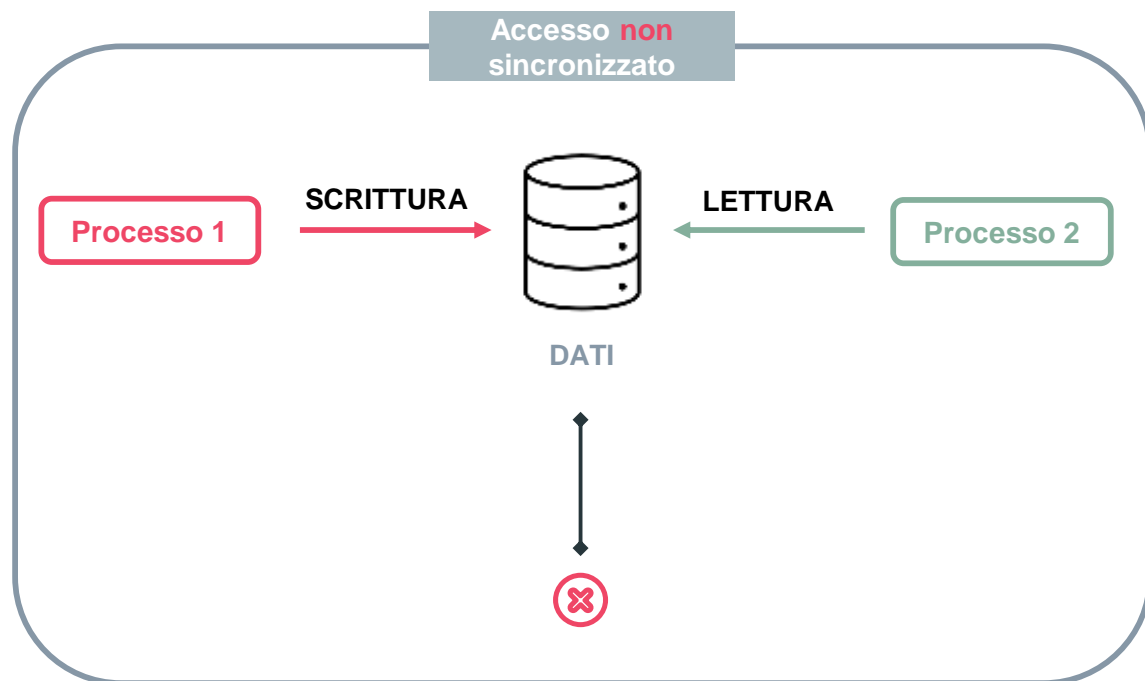 Accesso non
sincronizzato
SCRITTURA
LETTURA
Processo 1
Processo 2
DATI